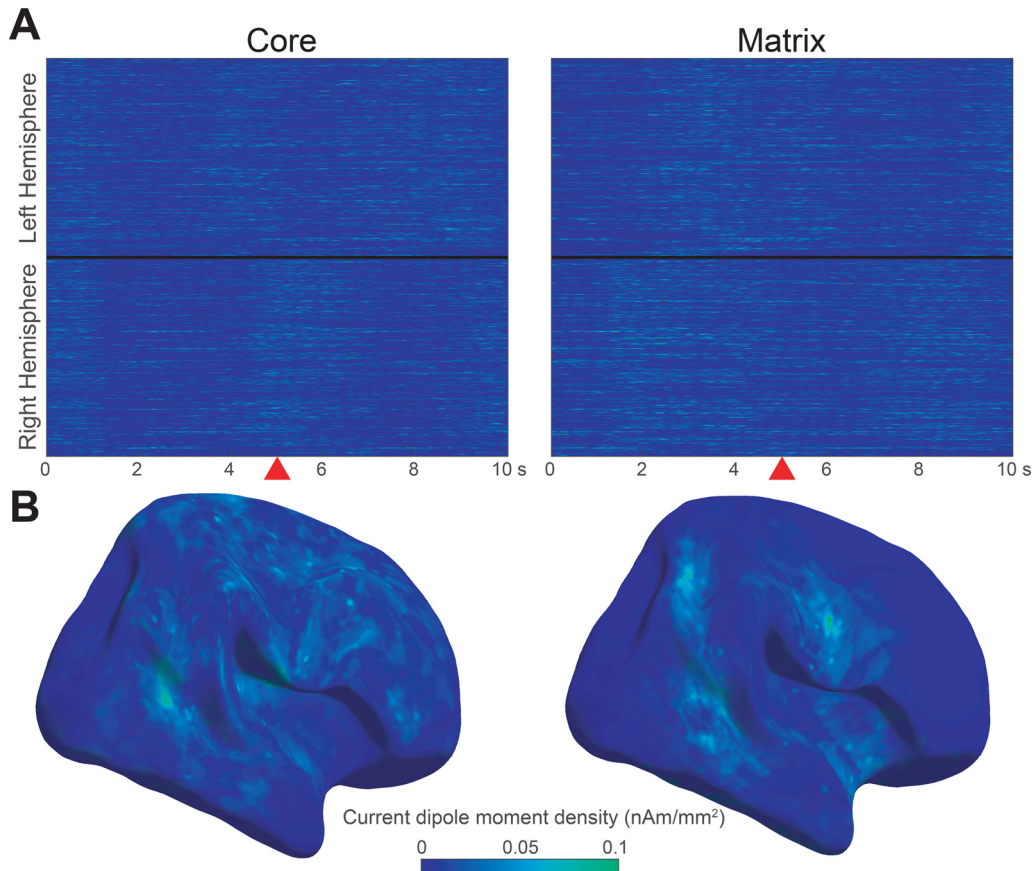 A
Core
Matrix
Left Hemisphere
Right Hemisphere
0 2 4 6 8 10 s
0 2 4 6 8 10 s
B
Current dipole moment density (nAm/mm²)
0 0.05 0.1